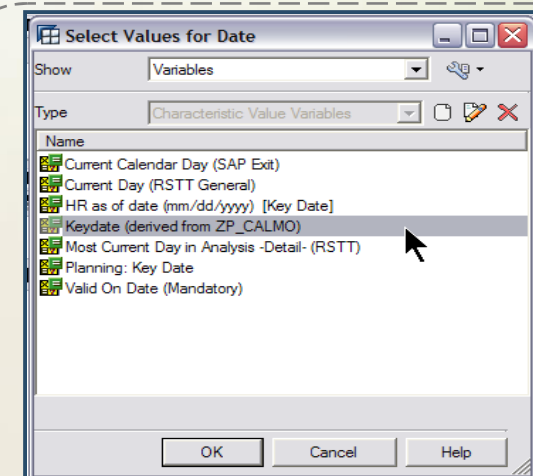 Select Values for Date
Show Variables
Type Characteristic Value Variables
Name
Current Calendar Day (SAP Exit)
Current Day (RSTT General)
HR as of date (mm/dd/yyyy) [Key Date]
Keydate (derived from ZP_CALMO)
Most Current Day in Analysis -Detail- (RSTT)
Planning: Key Date
Valid On Date (Mandatory)
OK Cancel Help